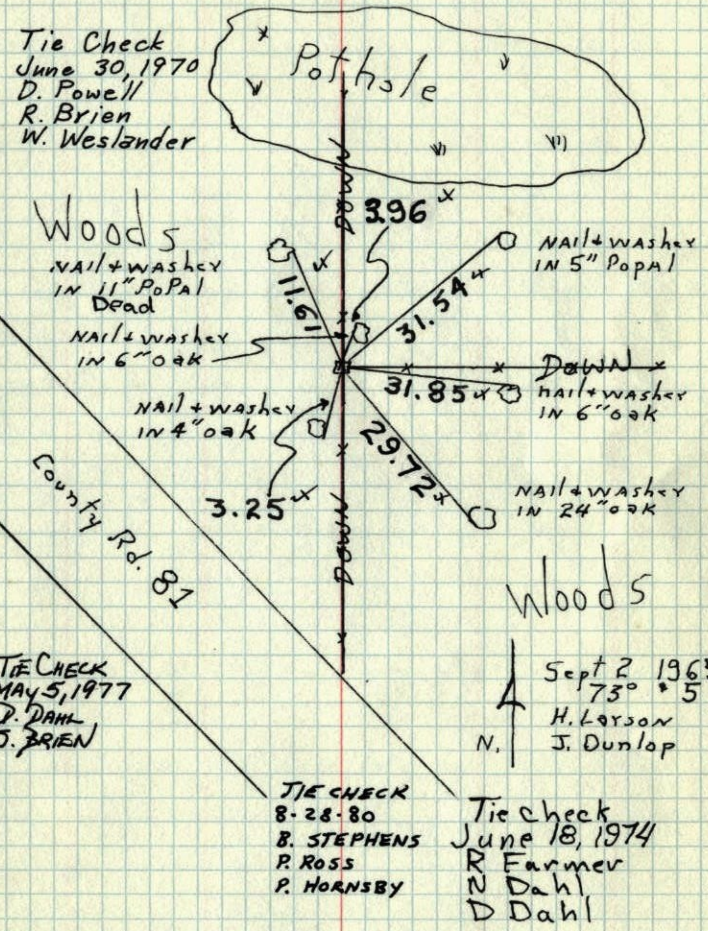 Tie Check
June 30, 1970
D. Powell
R. Brien
W. Weslander
Pothole
DOWN
3.96
Woods
NAIL + WASHER
IN 11" POPAL
Dead
11.61
NAIL + WASHER
IN 5" POPAL
31.54
NAIL + WASHER
IN 6" OAK
DOWN
31.85
NAIL + WASHER
IN 6" OAK
NAIL + WASHER
IN 4" OAK
29.72
3.25
NAIL + WASHER
IN 24" OAK
DOWN
County Rd. 81
Woods
TIE CHECK
MAY 5, 1977
D. DAHL
J. BRIEN
Sept 2
73° 5
H. Larson
J. Dunlop
N.
TIE CHECK
8-28-80
B. STEPHENS
P. ROSS
P. HORNSBY
Tie check
June 18, 1974
R Farmer
N Dahl
D Dahl